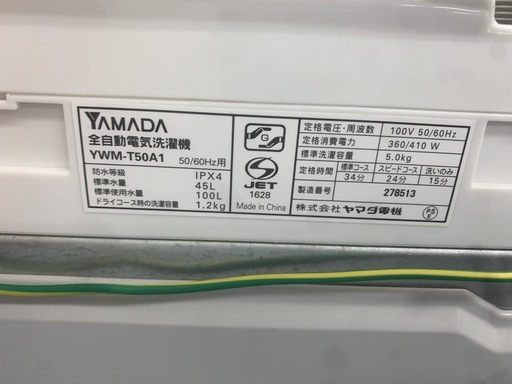 YAMADA
全自動電気洗濯機
YWM-T50A1 50/60Hz用
防水等級 IPX4
標準水量 45L
標準使用水量 100L
ドライコース時の洗濯容量 1.2kg
G
JET
1628
Made in China
定格電圧・周波数 100V 50/60Hz
定格消費電力 360/410 W
標準洗濯容量 5.0kg
定格時間 標準コース スピードコース 洗いのみ
34分 24分 15分
製造番号 278513
株式会社 ヤマダ電機
PS
E